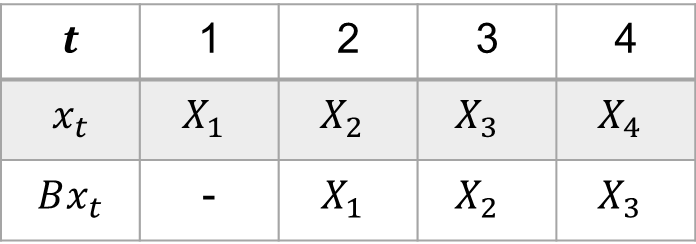 t 1 2 3 4
x_t X_1 X_2 X_3 X_4
Bx_t - X_1 X_2 X_3